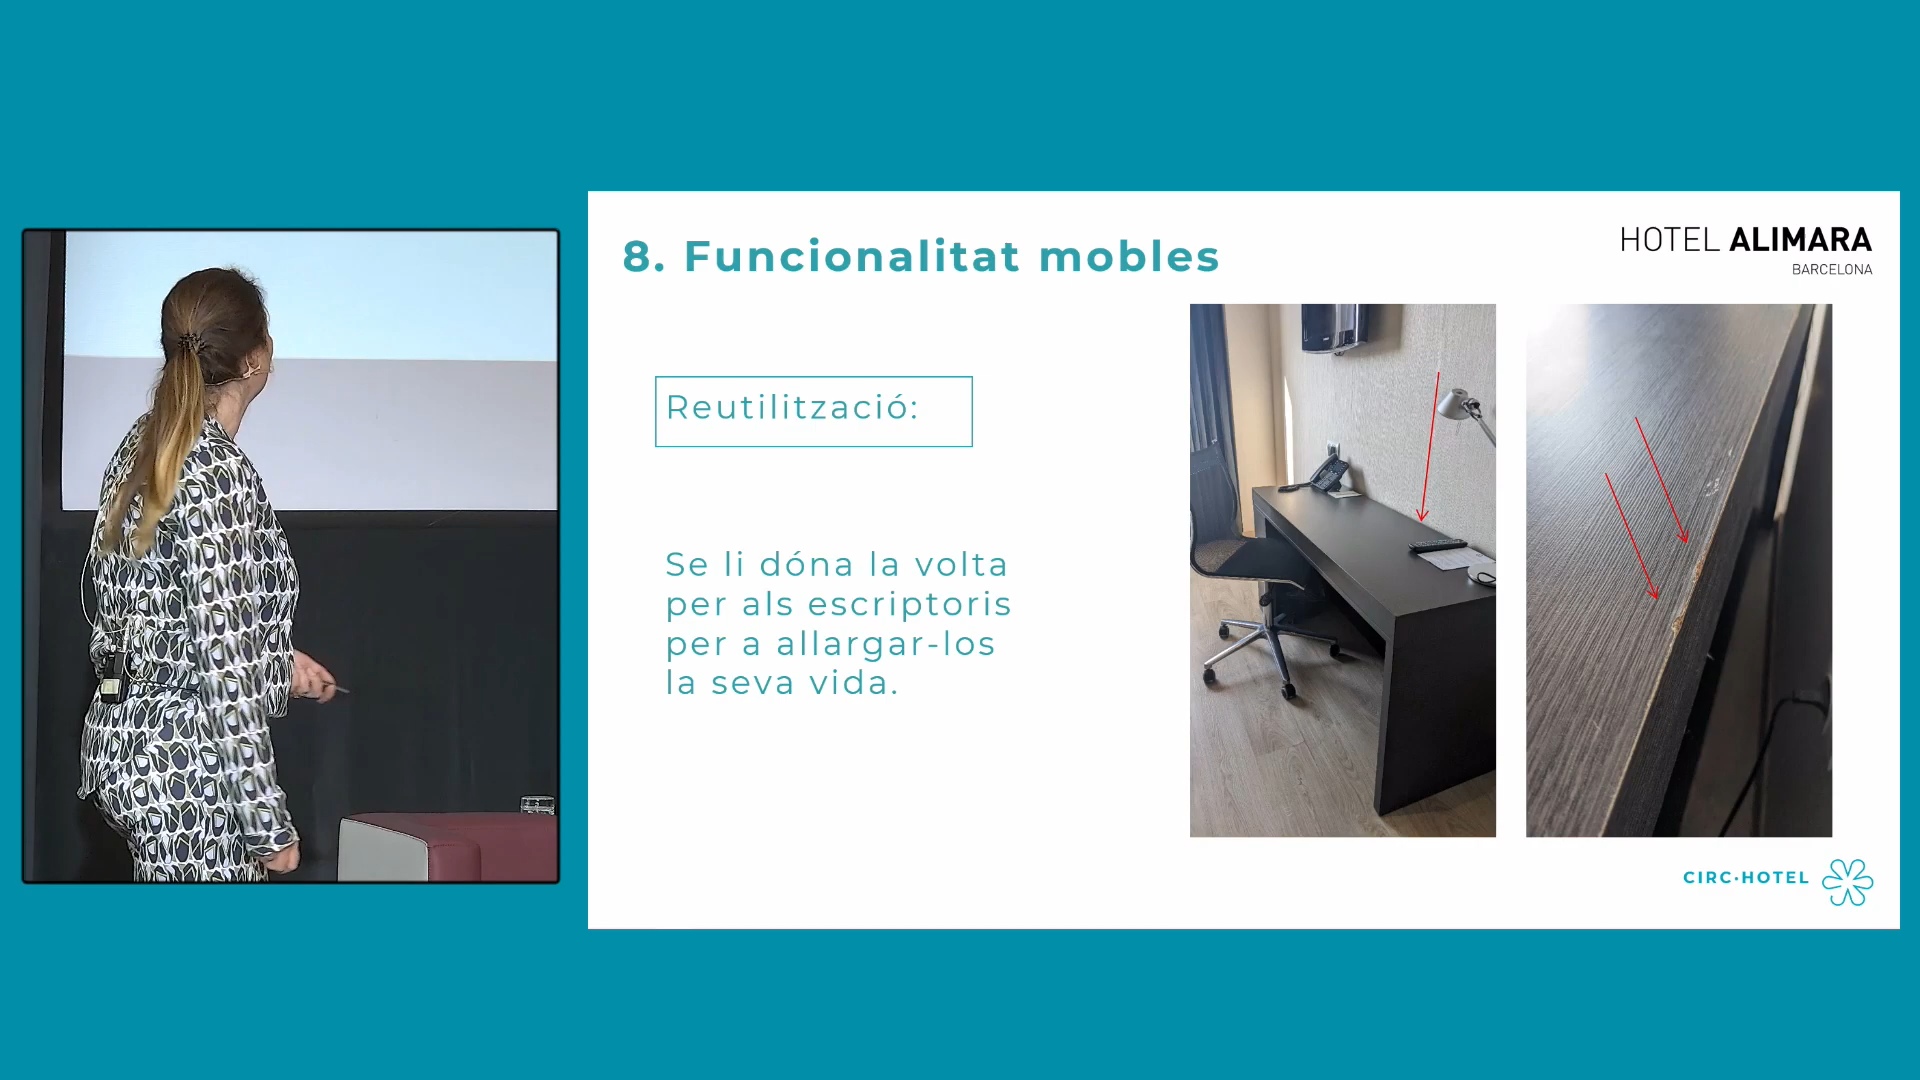 8. Funcionalitat mobles
HOTEL ALIMARA
BARCELONA
Reutilització:
Se li dóna la volta
per als escriptoris
per a allargar-los
la seva vida.
CIRC·HOTEL